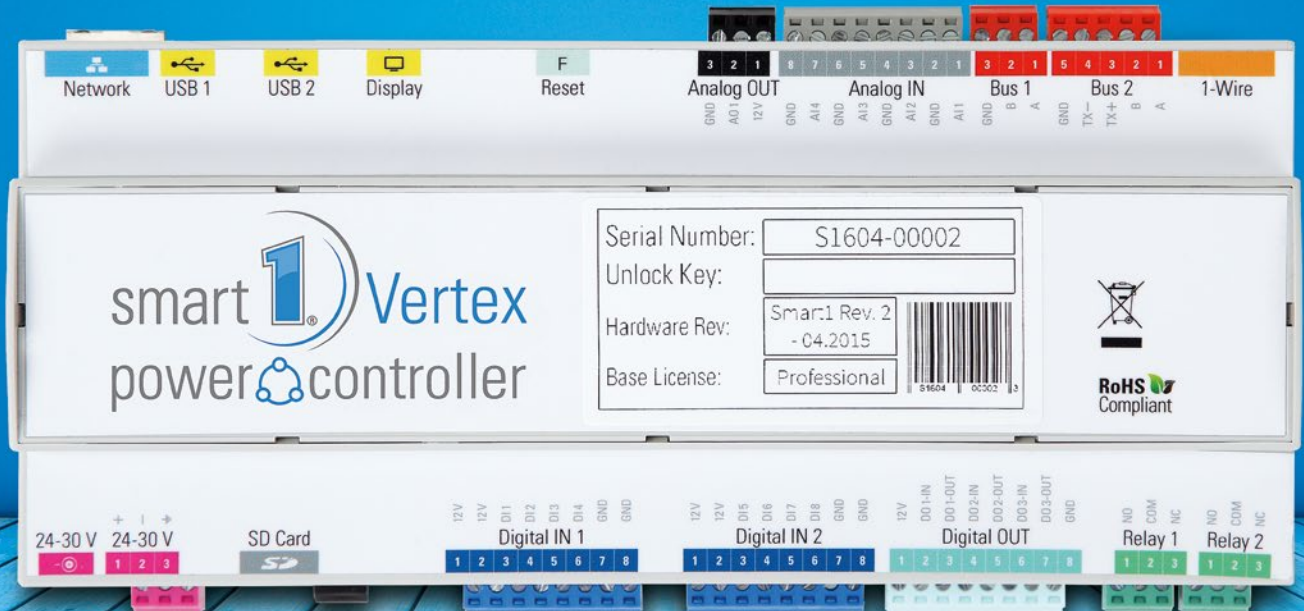 Network USB 1 USB 2 Display F Reset
3 2 1 8 7 6 5 4 3 2 1 3 2 1 5 4 3 2 1
Analog OUT Analog IN Bus 1 Bus 2 1-Wire
GND AO1 12V GND AI4 GND AI3 GND AI2 GND AI1 GND B A GND TX− TX+ B A
smart 1® Vertex
power controller
Serial Number: S1604-00002
Unlock Key:
Hardware Rev: Smart1 Rev. 2
- 04.2015
Base License: Professional
S1604 00002 3
RoHS
Compliant
12V 12V DI1 DI2 DI3 DI4 GND GND 12V 12V DI5 DI6 DI7 DI8 GND GND 12V DO1-IN DO1-OUT DO2-IN DO2-OUT DO3-IN DO3-OUT GND NO COM NC NO COM NC
+ −
24-30 V 24-30 V SD Card Digital IN 1 Digital IN 2 Digital OUT Relay 1 Relay 2
1 2 3 SD 1 2 3 4 5 6 7 8 1 2 3 4 5 6 7 8 1 2 3 4 5 6 7 8 1 2 3 1 2 3